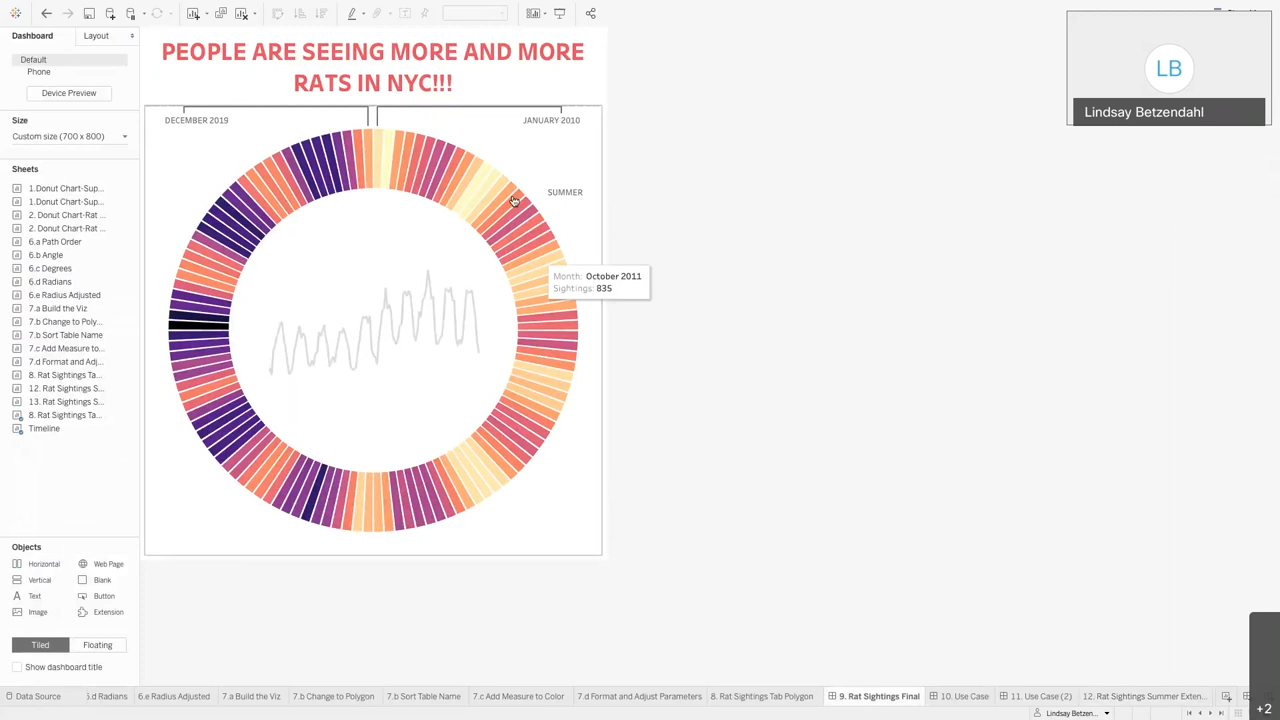 Dashboard
Layout
Default
Phone
Device Preview
Size
Custom size (700 x 800)
Sheets
1.Donut Chart-Sup...
1.Donut Chart-Sup...
2. Donut Chart-Rat ...
2. Donut Chart-Rat ...
6.a Path Order
6.b Angle
6.c Degrees
6.d Radians
6.e Radius Adjusted
7.a Build the Viz
7.b Change to Poly...
7.b Sort Table Name
7.c Add Measure to...
7.d Format and Adj...
8. Rat Sightings Ta...
12. Rat Sightings S...
13. Rat Sightings S...
8. Rat Sightings Ta...
Timeline
Objects
Horizontal
Web Page
Vertical
Blank
Text
Button
Image
Extension
Tiled
Floating
Show dashboard title
PEOPLE ARE SEEING MORE AND MORE
RATS IN NYC!!!
DECEMBER 2019
JANUARY 2010
SUMMER
Month: October 2011
Sightings: 835
LB
Lindsay Betzendahl
Data Source
6.e Radius Adjusted
7.a Build the Viz
7.b Change to Polygon
7.b Sort Table Name
7.c Add Measure to Color
7.d Format and Adjust Parameters
8. Rat Sightings Tab Polygon
9. Rat Sightings Final
10. Use Case
11. Use Case (2)
12. Rat Sightings Summer Exten...
Lindsay Betzen...
+2